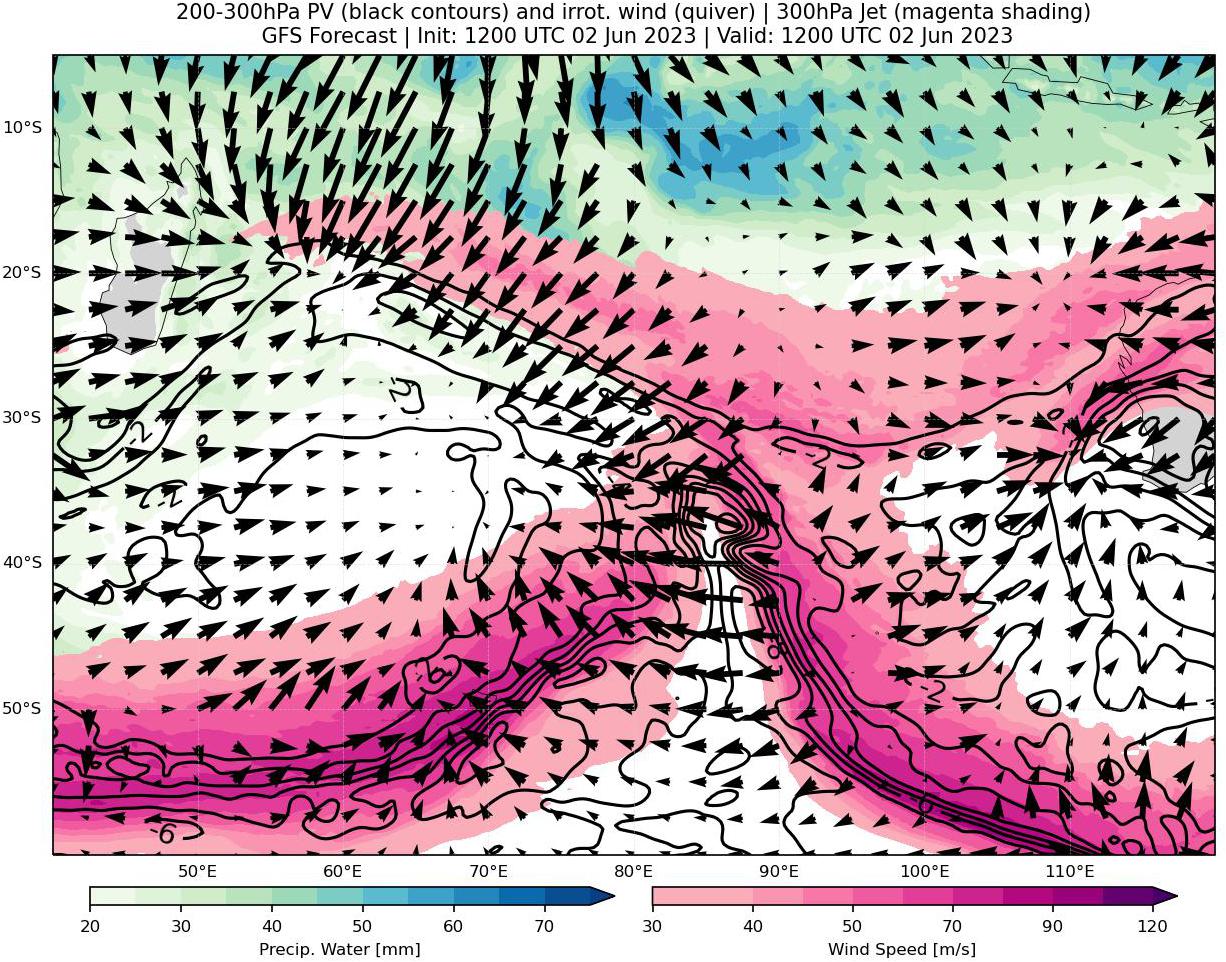 200-300hPa PV (black contours) and irrot. wind (quiver) | 300hPa Jet (magenta shading)
GFS Forecast | Init: 1200 UTC 02 Jun 2023 | Valid: 1200 UTC 02 Jun 2023
10°S
20°S
-2
30°S
-2
-2
-2
40°S
-8
-6
-2
50°S
-6
-6
50°E 60°E 70°E 80°E 90°E 100°E 110°E
20 30 40 50 60 70
30 40 50 70 90 120
Precip. Water [mm]
Wind Speed [m/s]